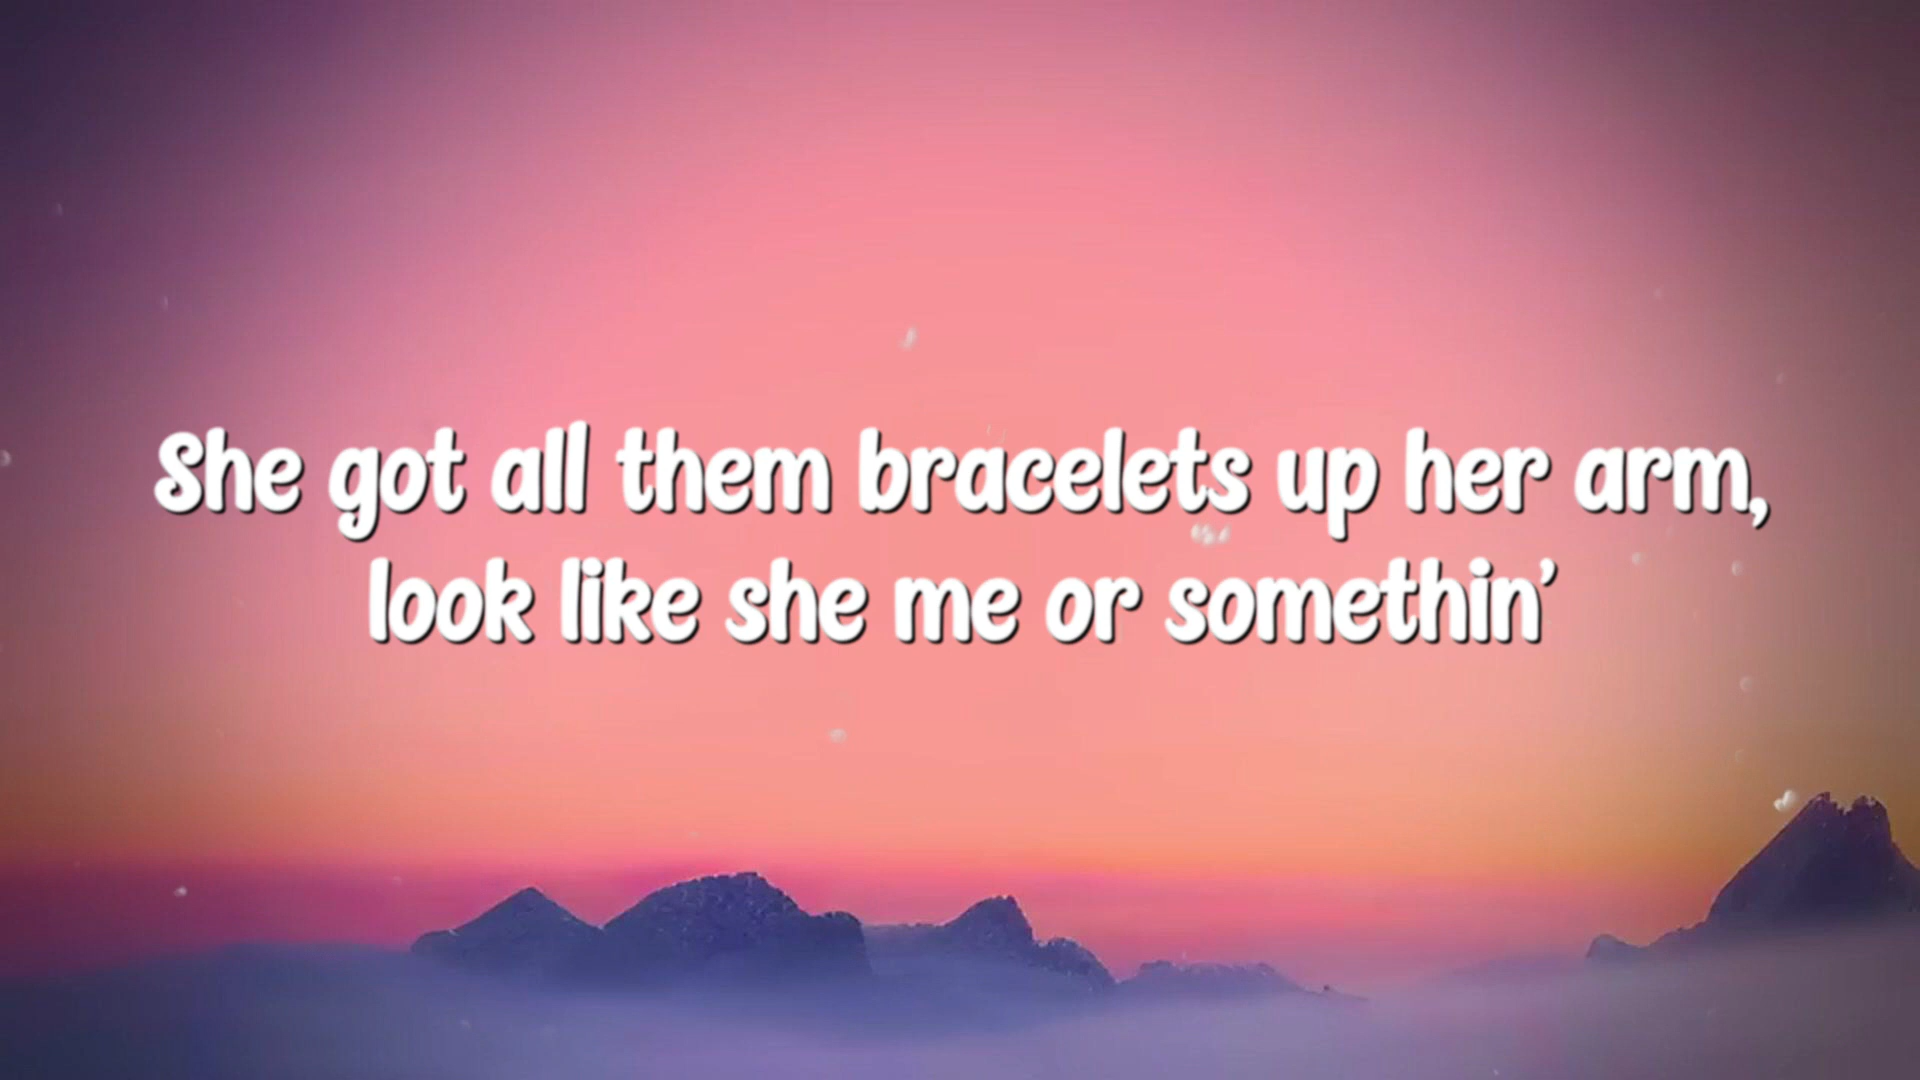 She got all them bracelets up her arm,
look like she me or somethin’